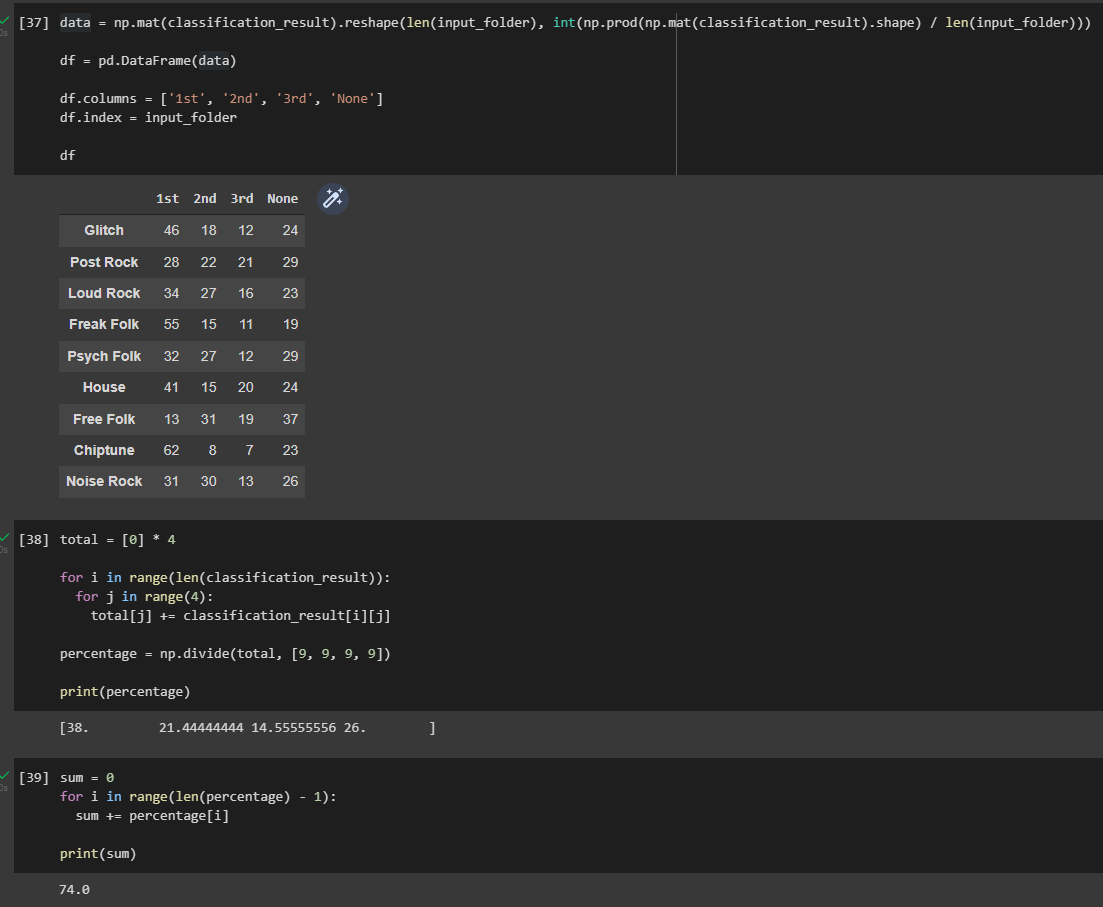 [37] data = np.mat(classification_result).reshape(len(input_folder), int(np.prod(np.mat(classification_result).shape) / len(input_folder)))
df = pd.DataFrame(data)
df.columns = ['1st', '2nd', '3rd', 'None']
df.index = input_folder
df
1st 2nd 3rd None
Glitch 46 18 12 24
Post Rock 28 22 21 29
Loud Rock 34 27 16 23
Freak Folk 55 15 11 19
Psych Folk 32 27 12 29
House 41 15 20 24
Free Folk 13 31 19 37
Chiptune 62 8 7 23
Noise Rock 31 30 13 26
[38] total = [0] * 4
0s
for i in range(len(classification_result)):
  for j in range(4):
    total[j] += classification_result[i][j]
percentage = np.divide(total, [9, 9, 9, 9])
print(percentage)
[38.         21.44444444 14.55555556 26.        ]
[39] sum = 0
0s
for i in range(len(percentage) - 1):
  sum += percentage[i]
print(sum)
74.0